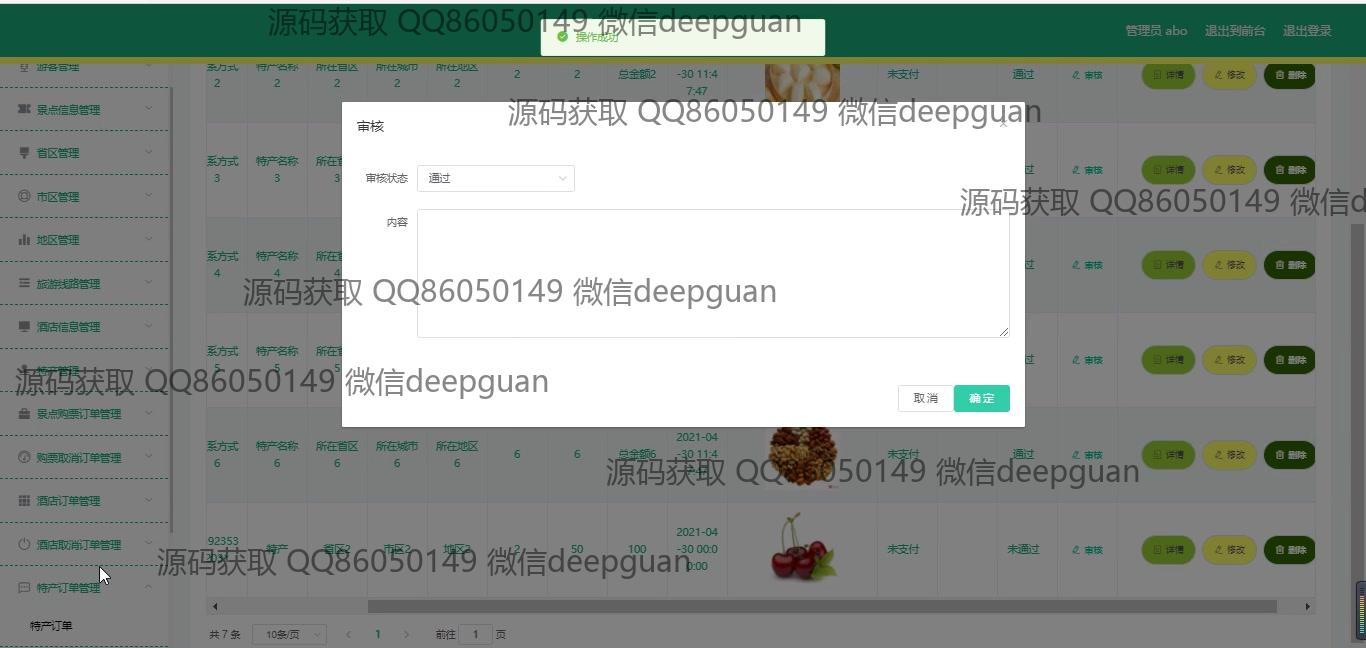 源码获取 QQ86050149 微信deepguan
操作成功
管理员 abo
退出到前台
退出登录
游客管理
景点信息管理
省区管理
市区管理
地区管理
旅游线路管理
酒店信息管理
特产管理
景点购票订单管理
购票取消订单管理
酒店订单管理
酒店取消订单管理
特产订单管理
特产订单
系方式2 特产名称2 所在省区2 所在城市2 所在地区2 2 2 总金额2 -30 11:47:47 未支付 通过 审核 详情 修改 删除
源码获取 QQ86050149 微信deepguan
审核
审核状态 通过
内容
取消 确定
系方式3 特产名称3 所在省3 过 审核 详情 修改 删除
源码获取 QQ86050149 微信d
系方式4 特产名称4 所在省4 过 审核 详情 修改 删除
源码获取 QQ86050149 微信deepguan
系方式5 特产名称5 所在省5 过 审核 详情 修改 删除
源码获取 QQ86050149 微信deepguan
系方式6 特产名称6 所在省区6 所在城市6 所在地区6 6 6 总金额6 2021-04-30 11:4 未支付 通过 审核 详情 修改 删除
源码获取 QQ86050149 微信deepguan
92353 特产 省区2 市区2 地区2 2 50 100 2021-04-30 00:00:00 未支付 未通过 审核 详情 修改 删除
源码获取 QQ86050149 微信deepguan
共 7 条 10条/页 1 前往 1 页